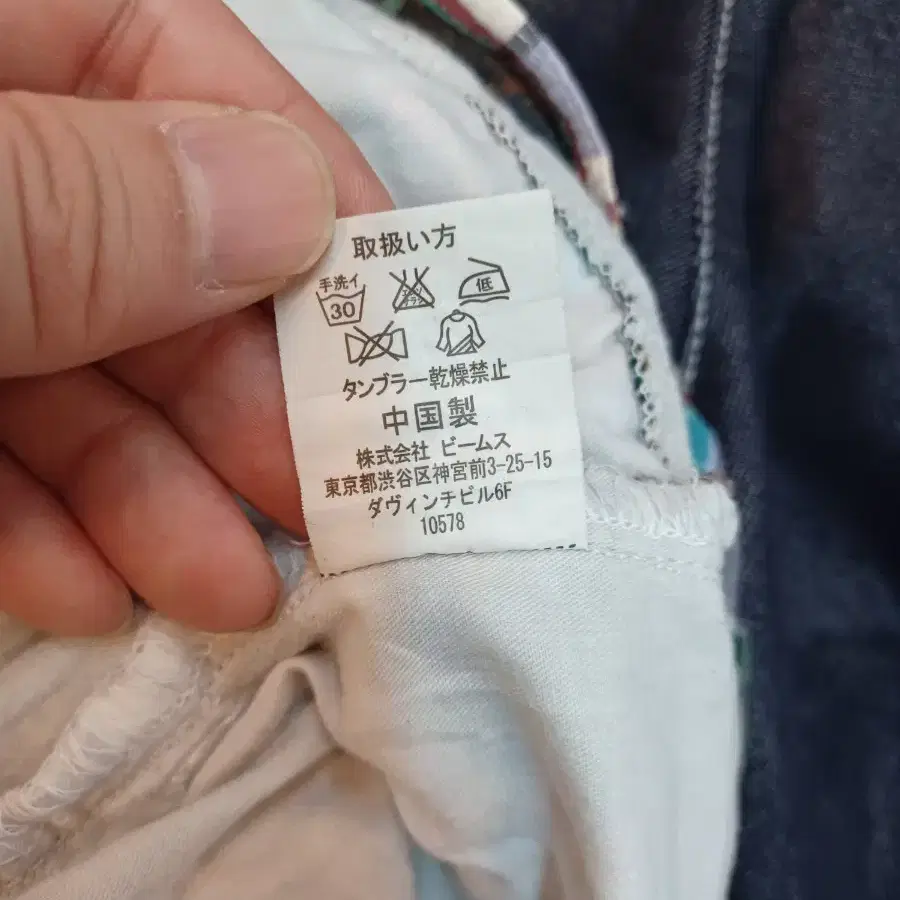 取扱い方
手洗イ
30
低
タンブラー乾燥禁止
中国製
株式会社 ビームス
東京都渋谷区神宮前3-25-15
ダヴィンチビル6F
10578